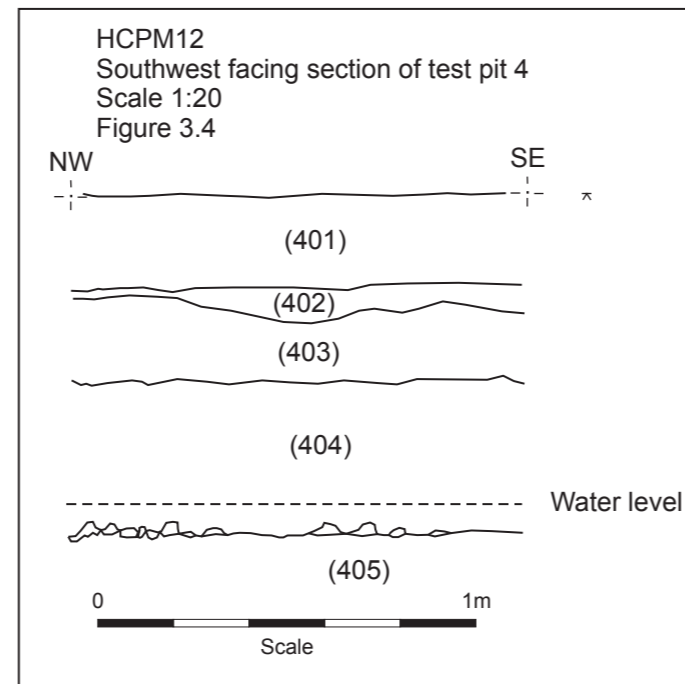 HCPM12
Southwest facing section of test pit 4
Scale 1:20
Figure 3.4
NW SE
(401)
(402)
(403)
(404)
Water level
(405)
0 1m
Scale